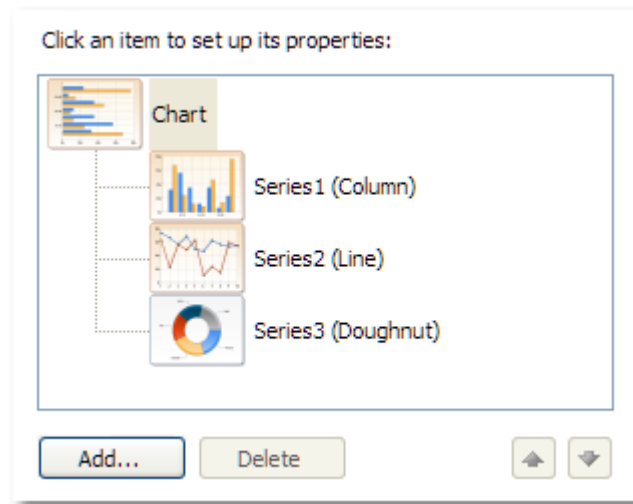 Click an item to set up its properties:
Chart
Series1 (Column)
Series2 (Line)
Series3 (Doughnut)
Add...
Delete